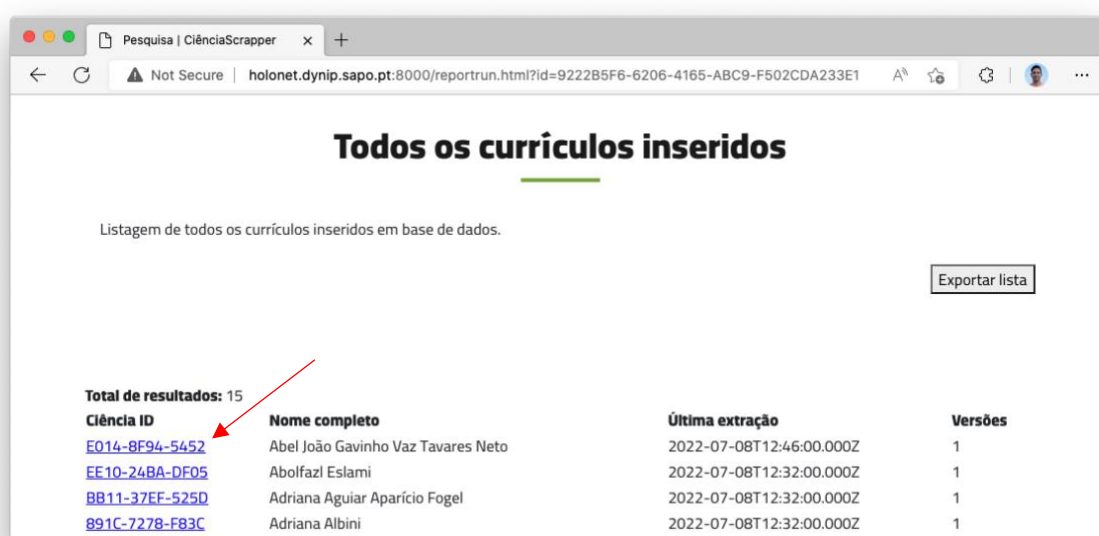 Pesquisa | CiênciaScrapper
Not Secure | holonet.dynip.sapo.pt:8000/reportrun.html?id=9222B5F6-6206-4165-ABC9-F502CDA233E1
Todos os currículos inseridos
Listagem de todos os currículos inseridos em base de dados.
Exportar lista
Total de resultados: 15
Ciência ID Nome completo Última extração Versões
E014-8F94-5452 Abel João Gavinho Vaz Tavares Neto 2022-07-08T12:46:00.000Z 1
EE10-24BA-DF05 Abolfazl Eslami 2022-07-08T12:32:00.000Z 1
BB11-37EF-525D Adriana Aguiar Aparício Fogel 2022-07-08T12:32:00.000Z 1
891C-7278-F83C Adriana Albini 2022-07-08T12:32:00.000Z 1